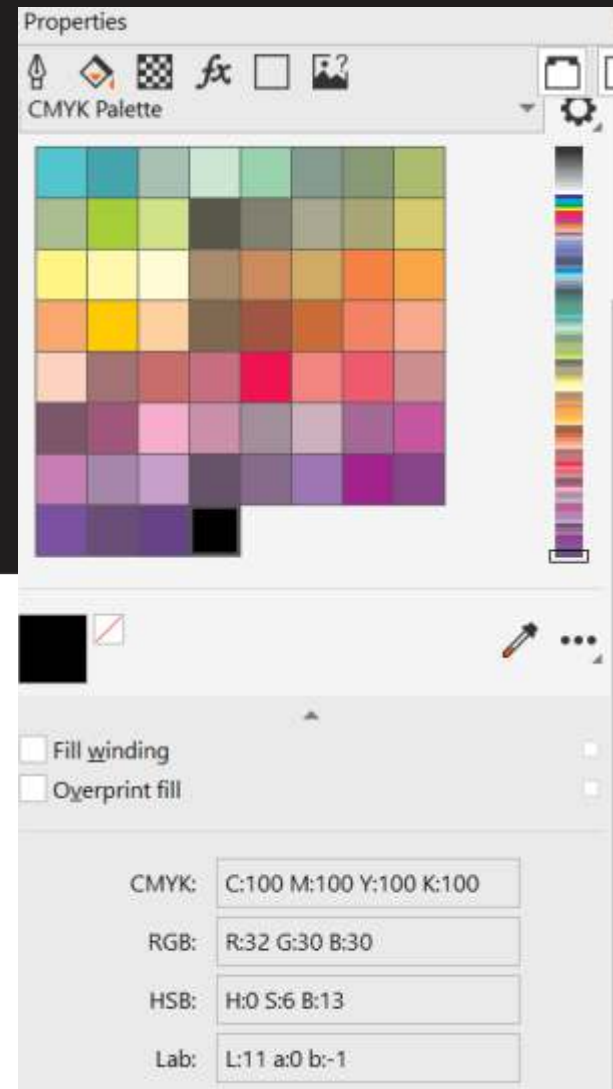 Properties
fx
CMYK Palette
Fill winding
Overprint fill
CMYK: C:100 M:100 Y:100 K:100
RGB: R:32 G:30 B:30
HSB: H:0 S:6 B:13
Lab: L:11 a:0 b:-1